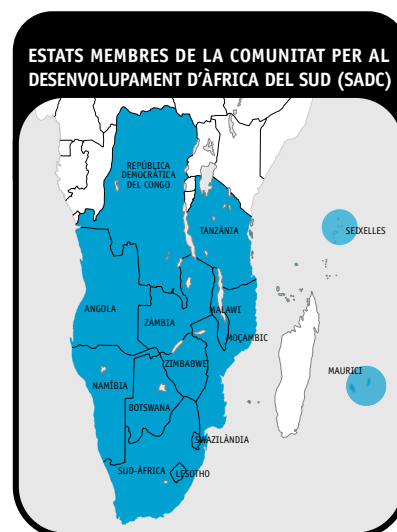 ESTATS MEMBRES DE LA COMUNITAT PER AL
DESENVOLUPAMENT D'ÀFRICA DEL SUD (SADC)
REPÚBLICA
DEMOCRÀTICA
DEL CONGO
TANZÀNIA
SEIXELLES
ANGOLA
ZÀMBIA
MALAWI
MOÇAMBIC
ZIMBABWE
MAURICI
NAMÍBIA
BOTSWANA
SWAZILÀNDIA
SUD-ÀFRICA
LESOTHO